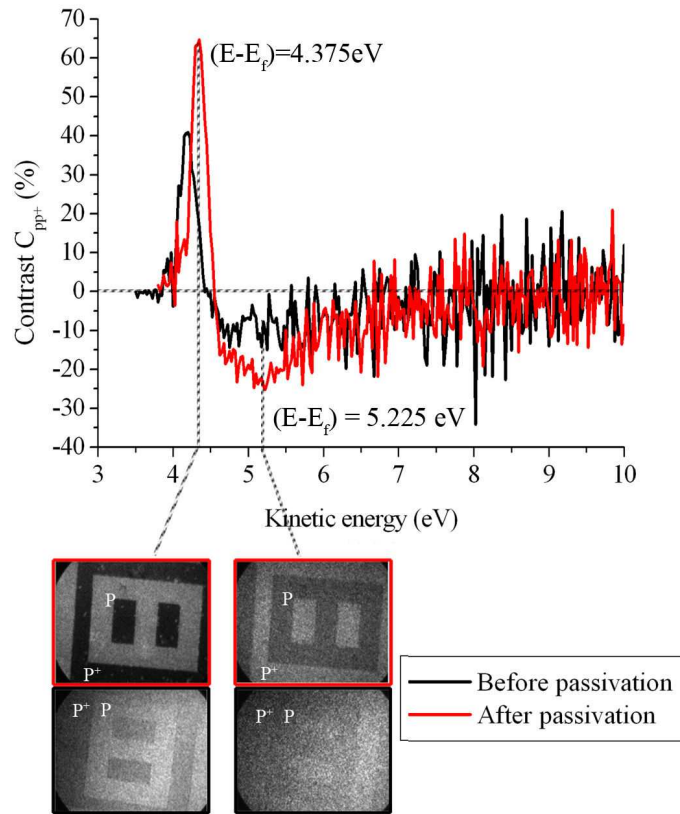 70
60
50
40
30
20
10
0
-10
-20
-30
-40
Contrast C_pp+ (%)
(E-E_f)=4.375eV
(E-E_f) = 5.225 eV
3 4 5 6 7 8 9 10
Kinetic energy (eV)
P
P⁺
P
P⁺
P⁺ P
P⁺ P
Before passivation
After passivation